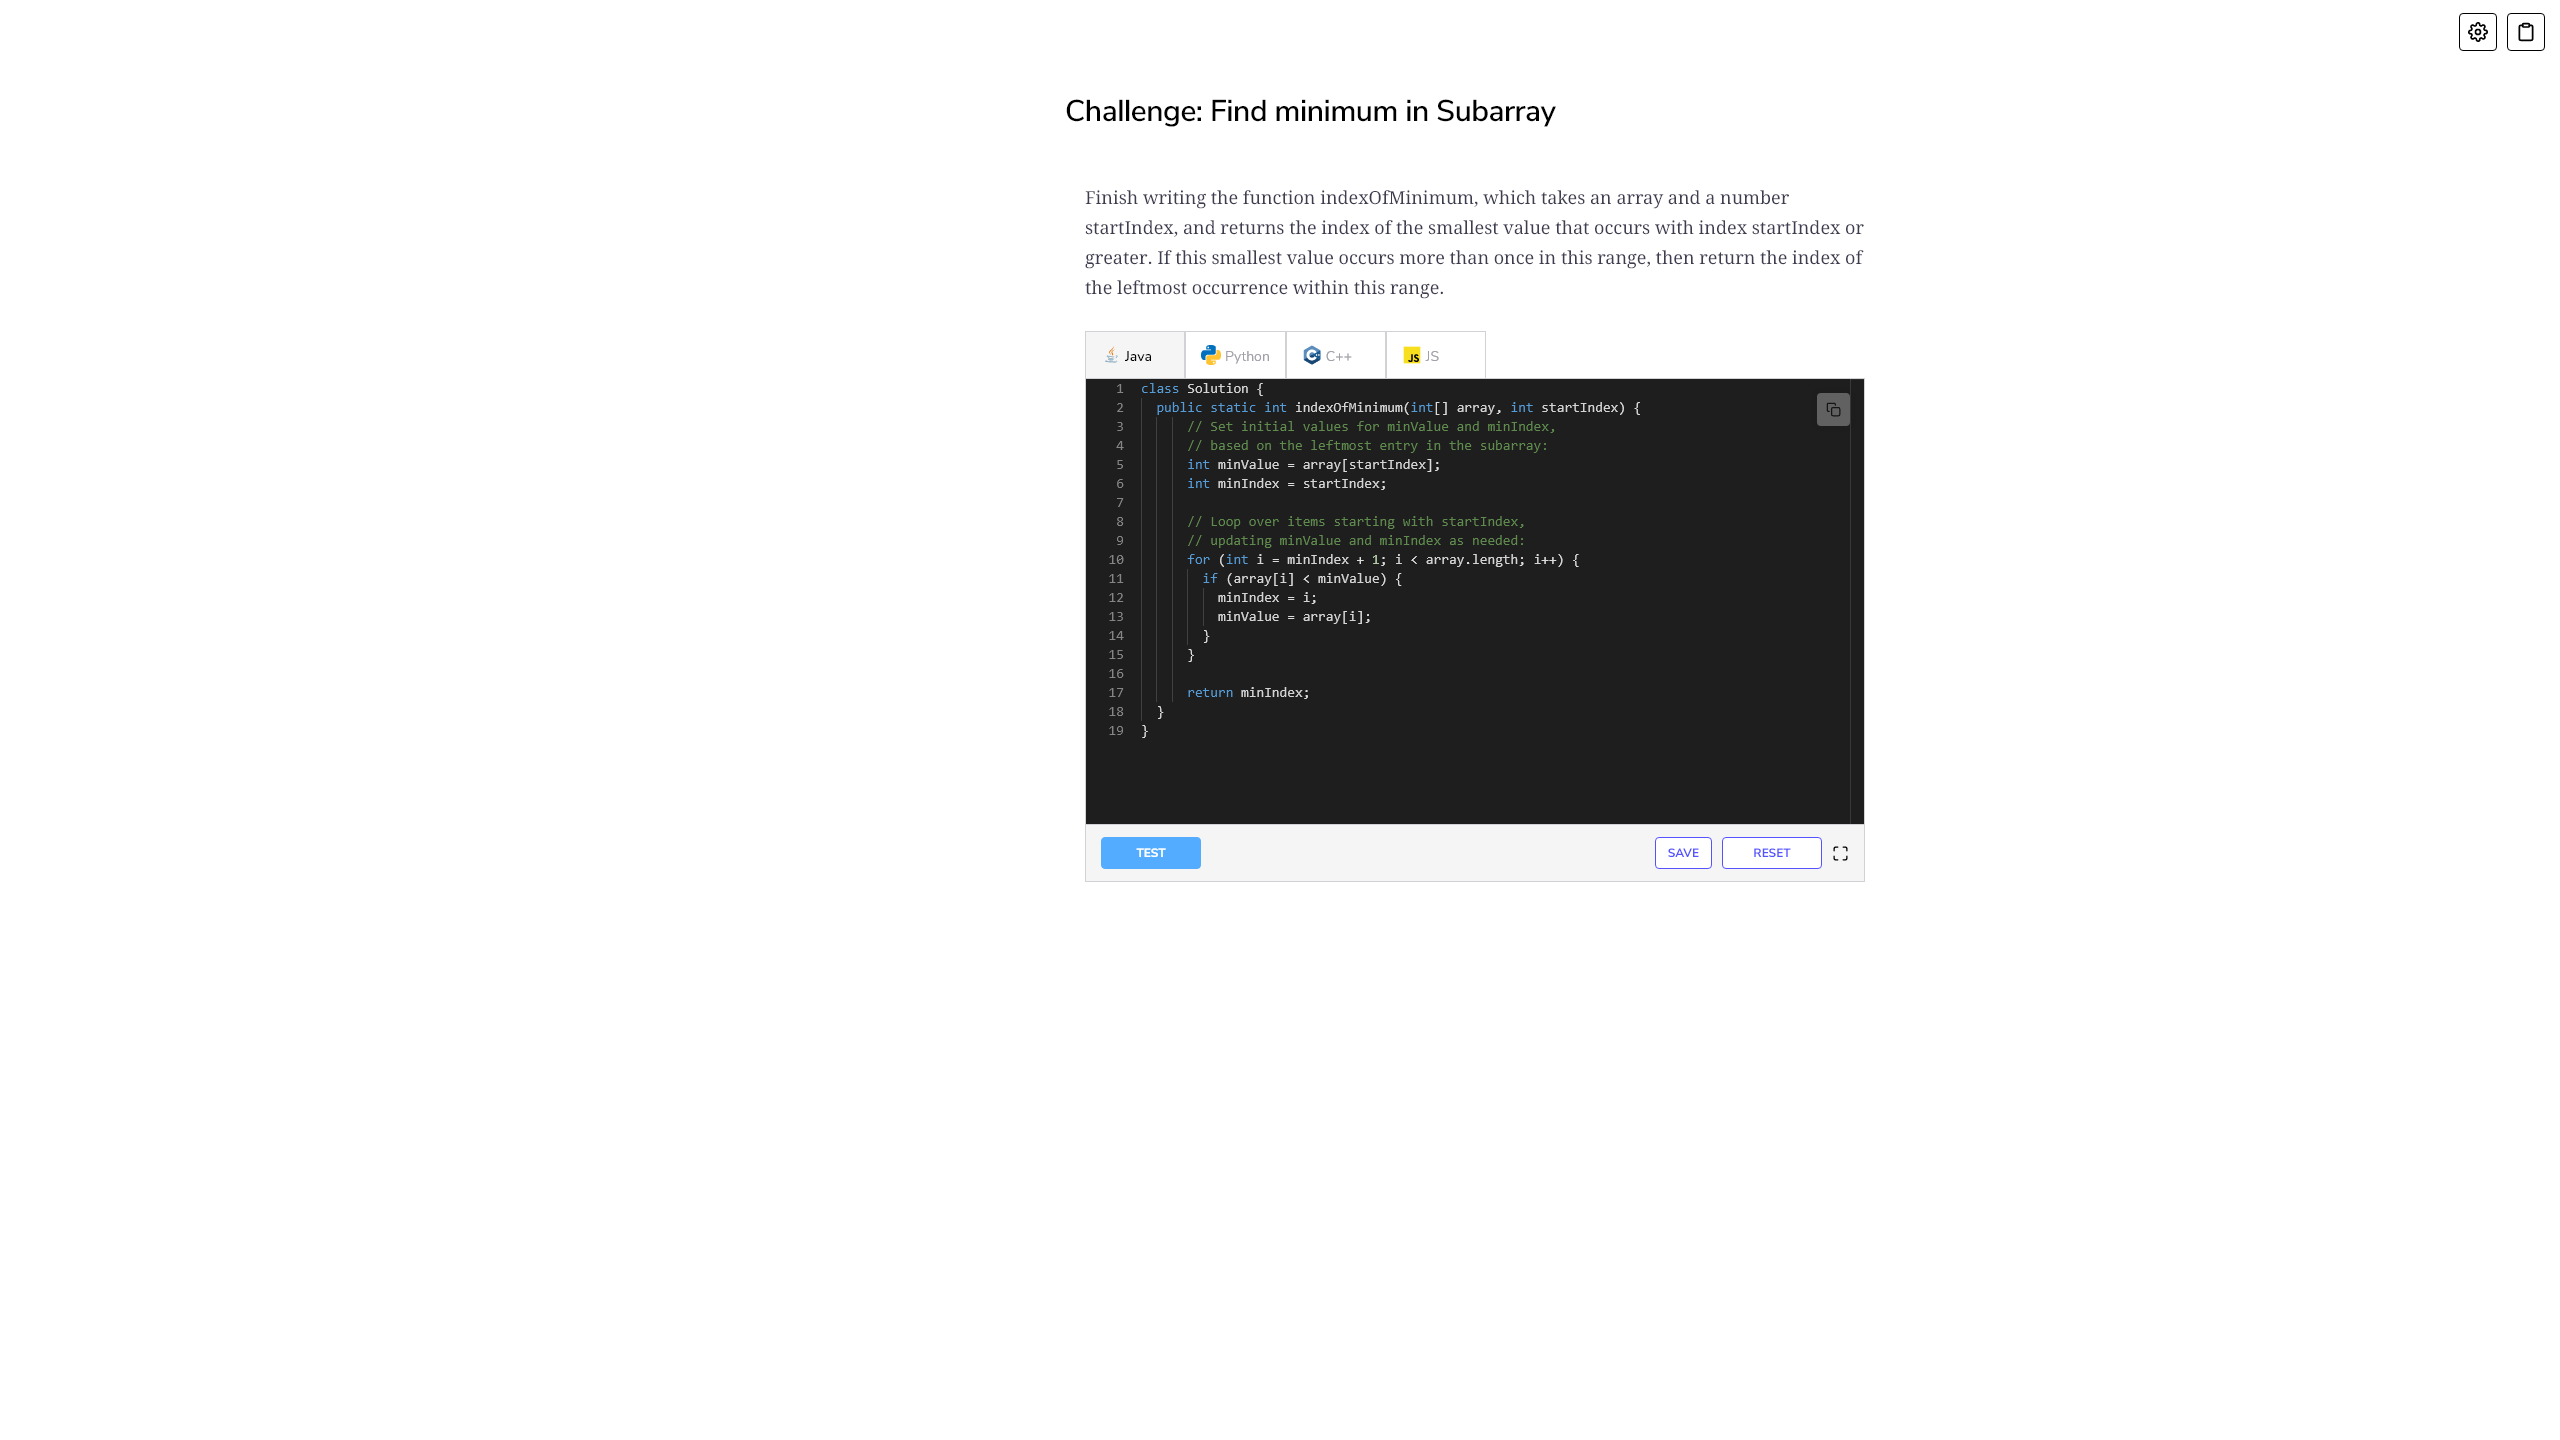 Challenge: Find minimum in Subarray
Finish writing the function indexOfMinimum, which takes an array and a number
startIndex, and returns the index of the smallest value that occurs with index startIndex or
greater. If this smallest value occurs more than once in this range, then return the index of
the leftmost occurrence within this range.
Java Python C++ JS JS
1 class Solution {
2   public static int indexOfMinimum(int[] array, int startIndex) {
3       // Set initial values for minValue and minIndex,
4       // based on the leftmost entry in the subarray:
5       int minValue = array[startIndex];
6       int minIndex = startIndex;
7
8       // Loop over items starting with startIndex,
9       // updating minValue and minIndex as needed:
10       for (int i = minIndex + 1; i < array.length; i++) {
11         if (array[i] < minValue) {
12           minIndex = i;
13           minValue = array[i];
14         }
15       }
16
17       return minIndex;
18   }
19 }
TEST SAVE RESET